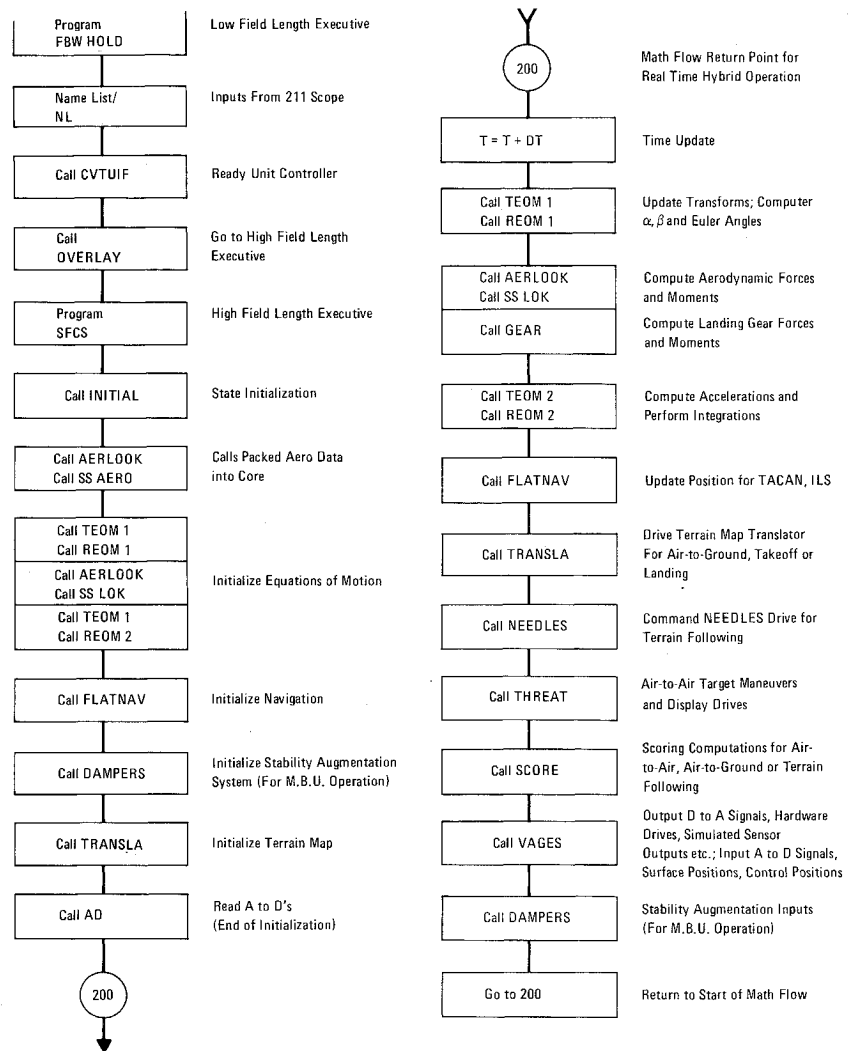 Program
FBW HOLD
Low Field Length Executive
Name List/
NL
Inputs From 211 Scope
Call CVTUIF
Ready Unit Controller
Call
OVERLAY
Go to High Field Length
Executive
Program
SFCS
High Field Length Executive
Call INITIAL
State Initialization
Call AERLOOK
Call SS AERO
Calls Packed Aero Data
into Core
Call TEOM 1
Call REOM 1
Call AERLOOK
Call SS LOK
Call TEOM 1
Call REOM 2
Initialize Equations of Motion
Call FLATNAV
Initialize Navigation
Call DAMPERS
Initialize Stability Augmentation
System (For M.B.U. Operation)
Call TRANSLA
Initialize Terrain Map
Call AD
Read A to D's
(End of Initialization)
200
200
Math Flow Return Point for
Real Time Hybrid Operation
T = T + DT
Time Update
Call TEOM 1
Call REOM 1
Update Transforms; Computer
α, β and Euler Angles
Call AERLOOK
Call SS LOK
Compute Aerodynamic Forces
and Moments
Call GEAR
Compute Landing Gear Forces
and Moments
Call TEOM 2
Call REOM 2
Compute Accelerations and
Perform Integrations
Call FLATNAV
Update Position for TACAN, ILS
Call TRANSLA
Drive Terrain Map Translator
For Air-to-Ground, Takeoff or
Landing
Call NEEDLES
Command NEEDLES Drive for
Terrain Following
Call THREAT
Air-to-Air Target Maneuvers
and Display Drives
Call SCORE
Scoring Computations for Air-
to-Air, Air-to-Ground or Terrain
Following
Call VAGES
Output D to A Signals, Hardware
Drives, Simulated Sensor
Outputs etc.; Input A to D Signals,
Surface Positions, Control Positions
Call DAMPERS
Stability Augmentation Inputs
(For M.B.U. Operation)
Go to 200
Return to Start of Math Flow